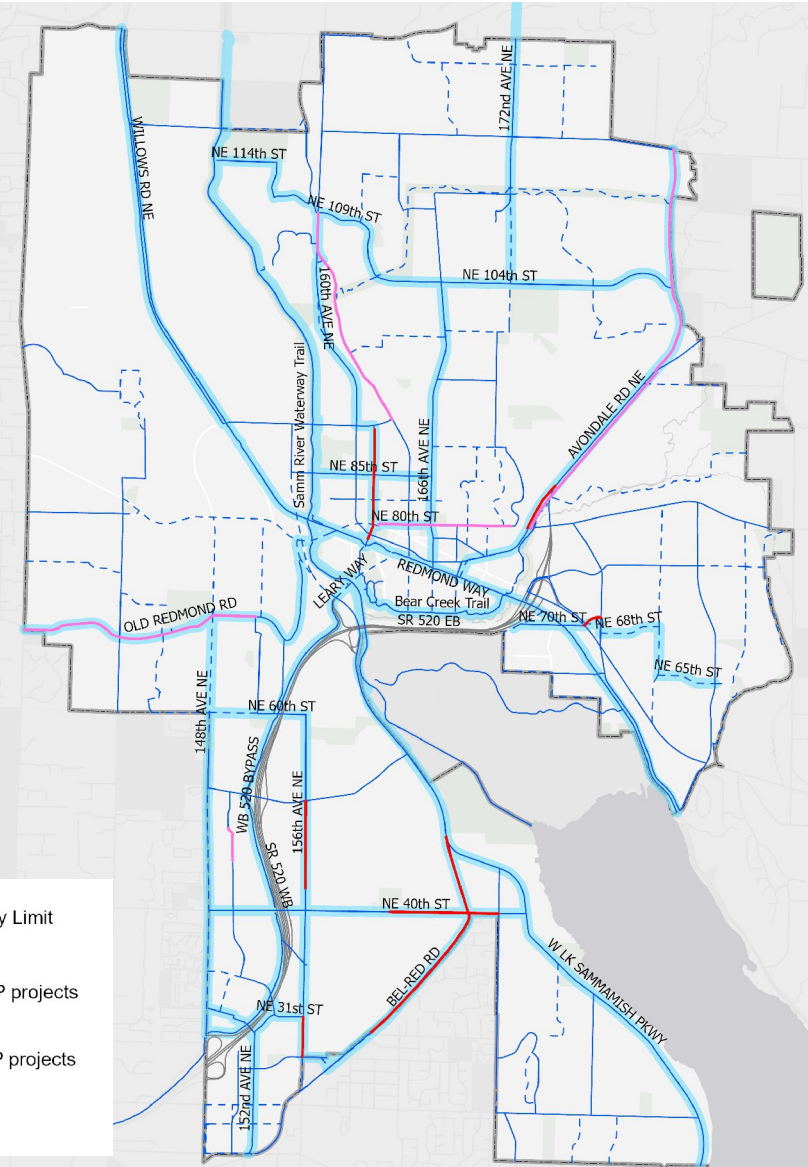 172nd AVE NE
WILLOWS RD NE
NE 114th ST
NE 109th ST
160th AVE NE
NE 104th ST
Samm River Waterway Trail
AVONDALE RD NE
166th AVE NE
NE 85th ST
NE 80th ST
LEARY WAY
REDMOND WAY
Bear Creek Trail
SR 520 EB
NE 70th ST
NE 68th ST
OLD REDMOND RD
NE 65th ST
148th AVE NE
NE 60th ST
WB 520 BYPASS
156th AVE NE
SR 520 WB
NE 40th ST
BEL-RED RD
W LK SAMMAMISH PKWY
NE 31st ST
152nd AVE NE
y Limit
P projects
P projects